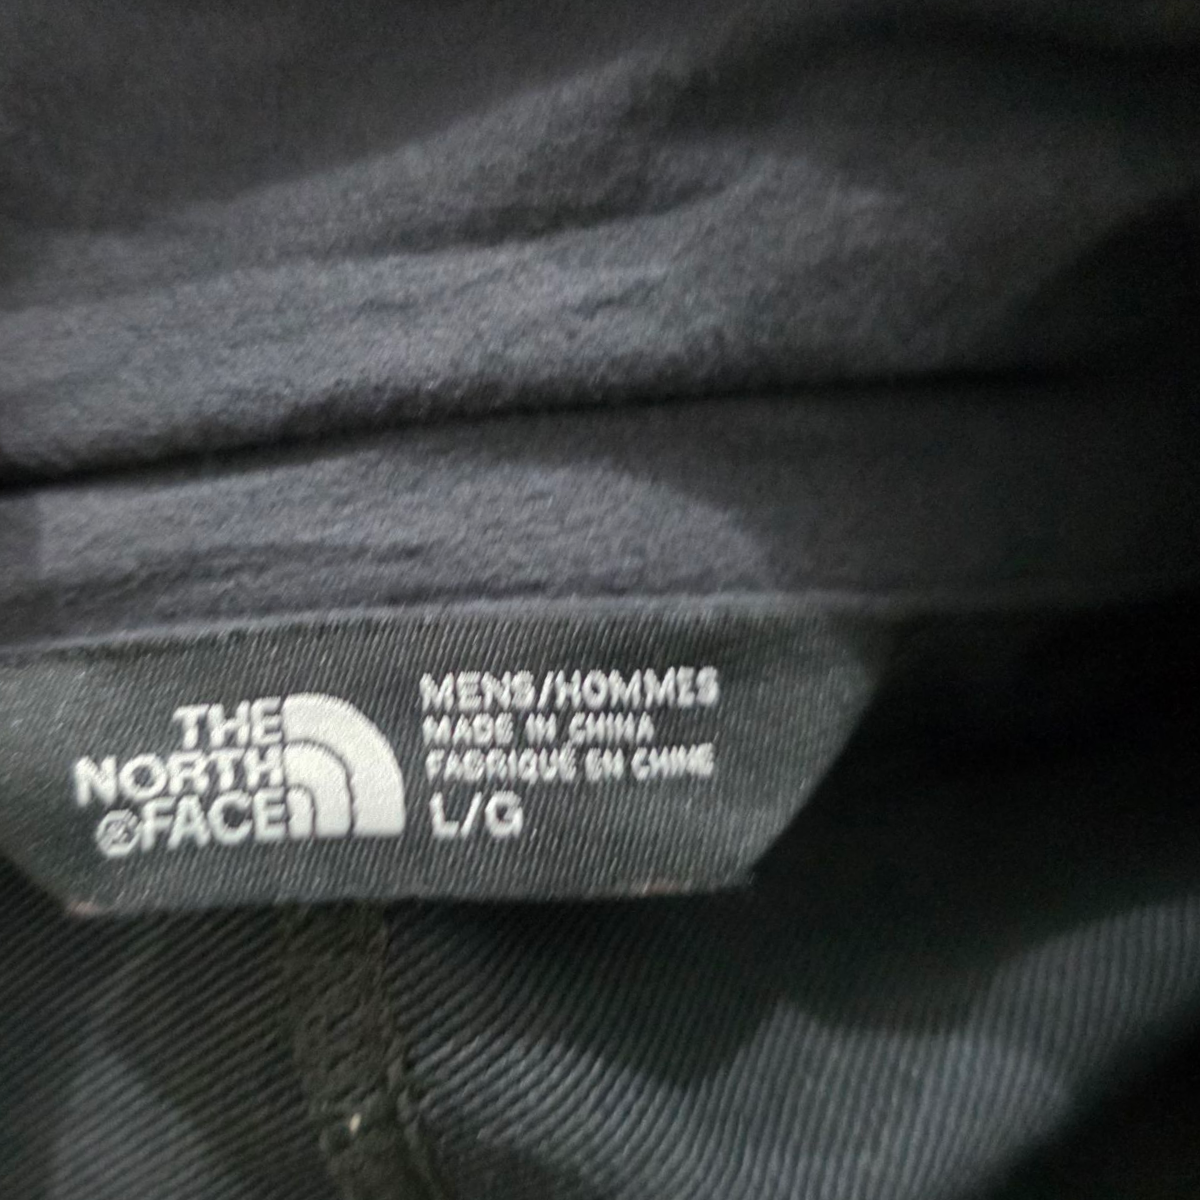 THE
NORTH
FACE
MENS/HOMMES
MADE IN CHINA
FABRIQUÉ EN CHINE
L/G